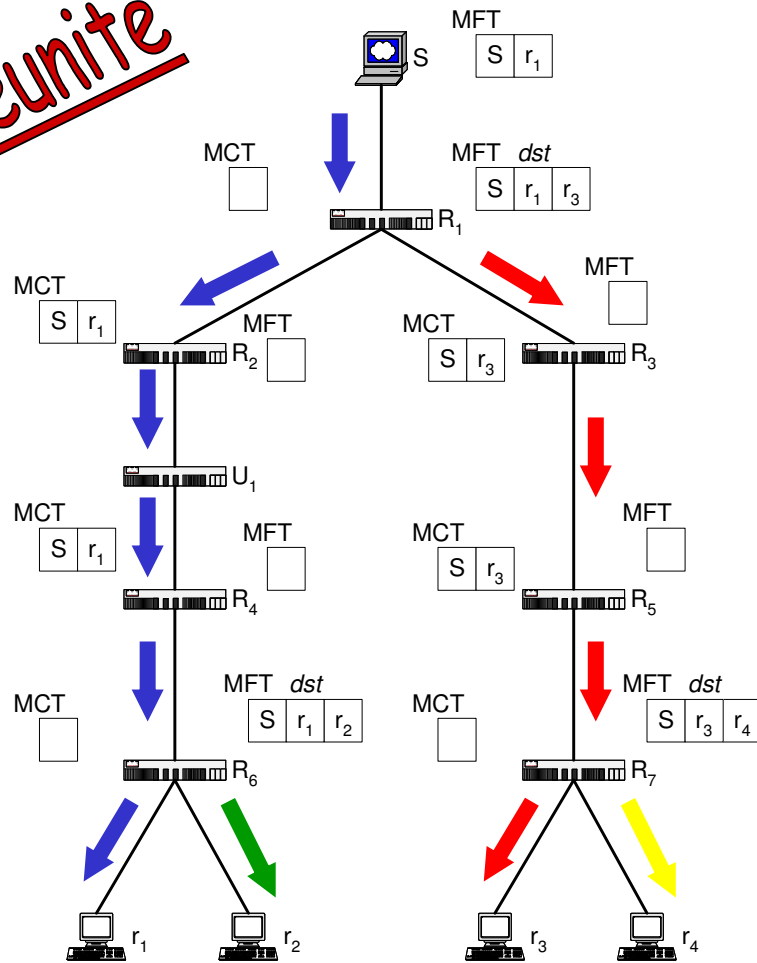 MFT
S
S r₁
MCT
MFT dst
S r₁ r₃
R₁
MFT
MCT
S r₁
MFT
MCT
R₂
S r₃
R₃
U₁
MCT
MFT
MCT
MFT
S r₁
S r₃
R₄
R₅
MFT dst
MFT dst
MCT
MCT
S r₁ r₂
S r₃ r₄
R₆
R₇
r₁
r₂
r₃
r₄